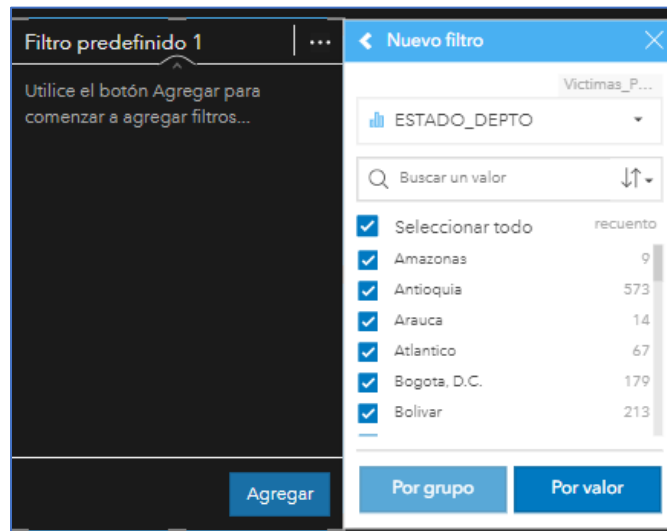 Filtro predefinido 1
Utilice el botón Agregar para
comenzar a agregar filtros...
Agregar
Nuevo filtro
Victimas_P...
ESTADO_DEPTO
Buscar un valor
Seleccionar todo recuento
Amazonas 9
Antioquia 573
Arauca 14
Atlantico 67
Bogota, D.C. 179
Bolivar 213
Por grupo Por valor